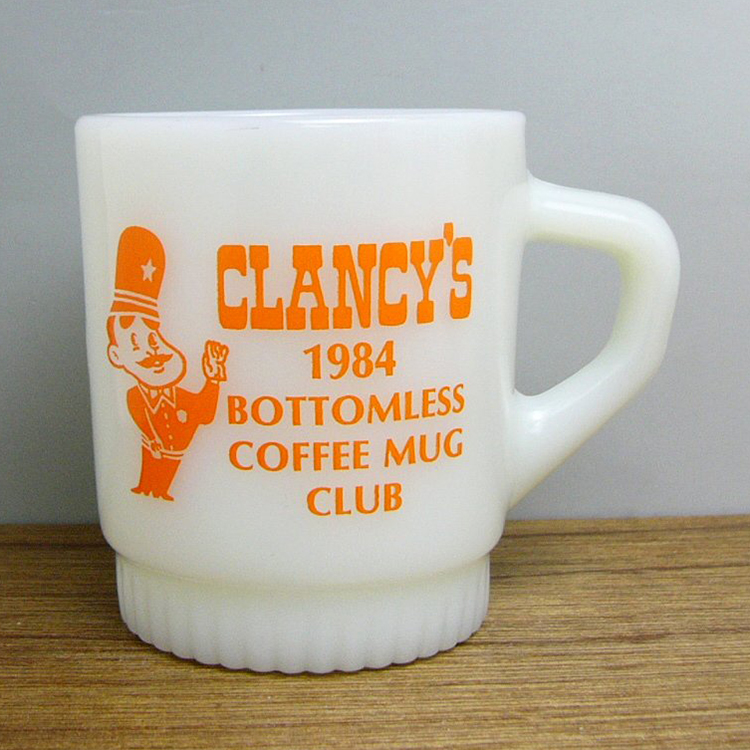 CLANCY'S
1984
BOTTOMLESS
COFFEE MUG
CLUB